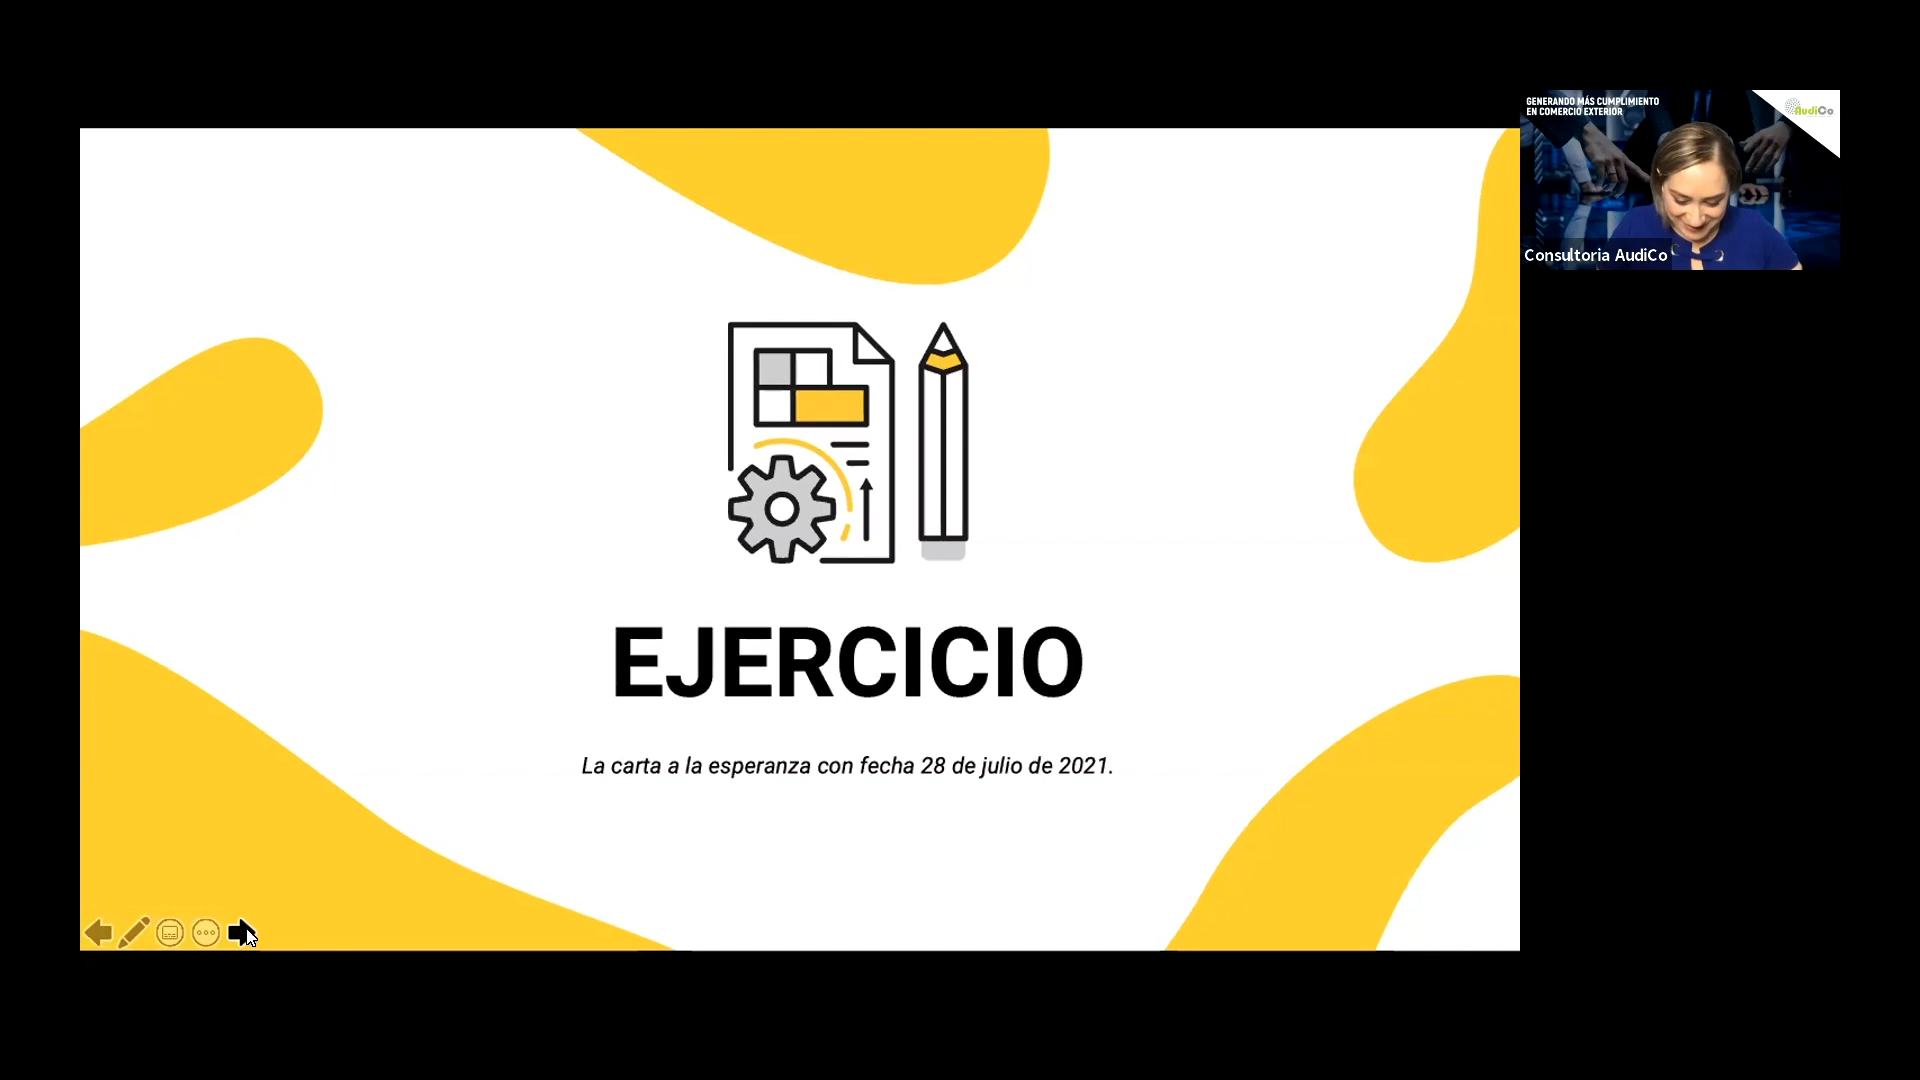 GENERANDO MÁS CUMPLIMIENTO
EN COMERCIO EXTERIOR
AudiCo
Consultoria AudiCo
EJERCICIO
La carta a la esperanza con fecha 28 de julio de 2021.